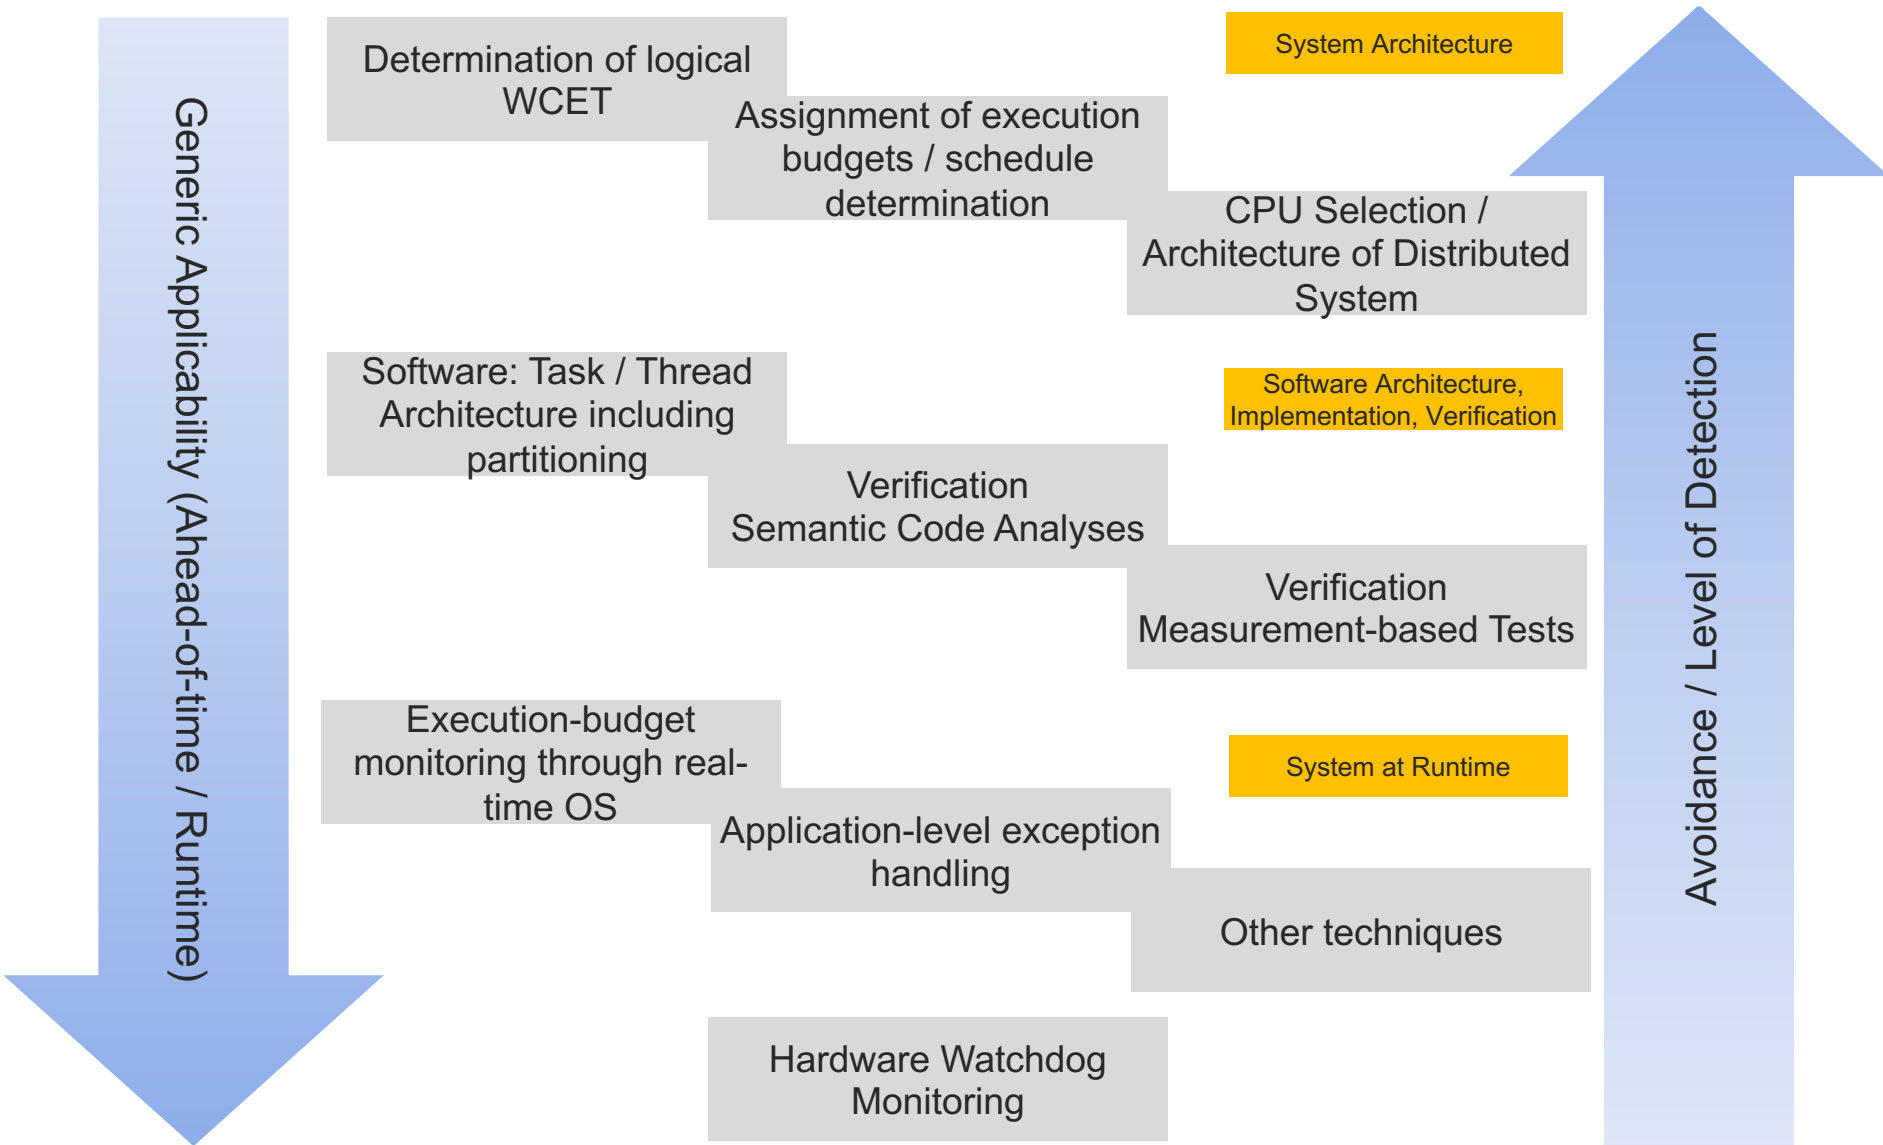 Generic Applicability (Ahead-of-time / Runtime)
Determination of logical
WCET
System Architecture
Assignment of execution
budgets / schedule
determination
CPU Selection /
Architecture of Distributed
System
Software: Task / Thread
Architecture including
partitioning
Software Architecture,
Implementation, Verification
Verification
Semantic Code Analyses
Verification
Measurement-based Tests
Execution-budget
monitoring through real-
time OS
System at Runtime
Application-level exception
handling
Other techniques
Hardware Watchdog
Monitoring
Avoidance / Level of Detection